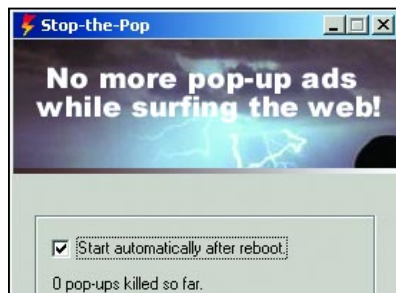 Stop-the-Pop
No more pop-up ads
while surfing the web!
Start automatically after reboot.
0 pop-ups killed so far.